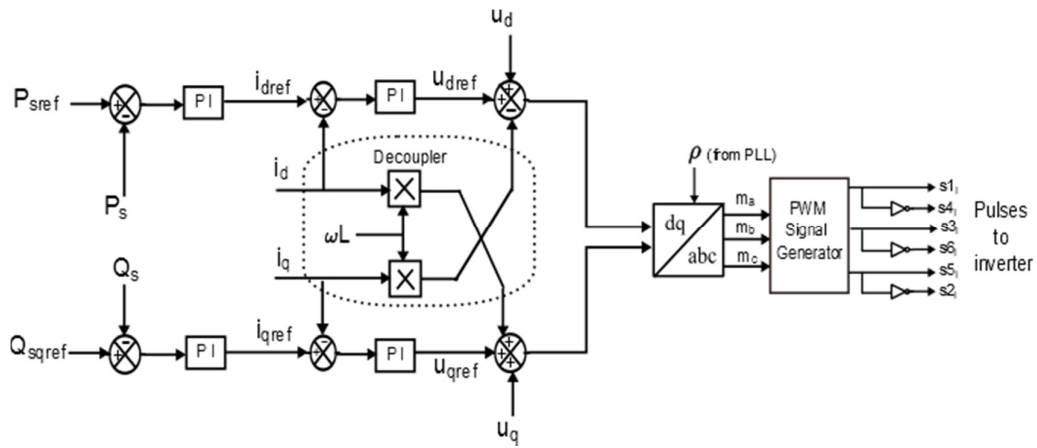 u_d
P_sref
PI
i_dref
PI
u_dref
P_s
i_d
Decoupler
X
ωL
i_q
X
Q_s
Q_sqref
PI
i_qref
PI
u_qref
u_q
ρ (from PLL)
dq
abc
m_a
m_b
m_c
PWM
Signal
Generator
s1_i
s4_i
s3_i
s6_i
s5_i
s2_i
Pulses
to
inverter